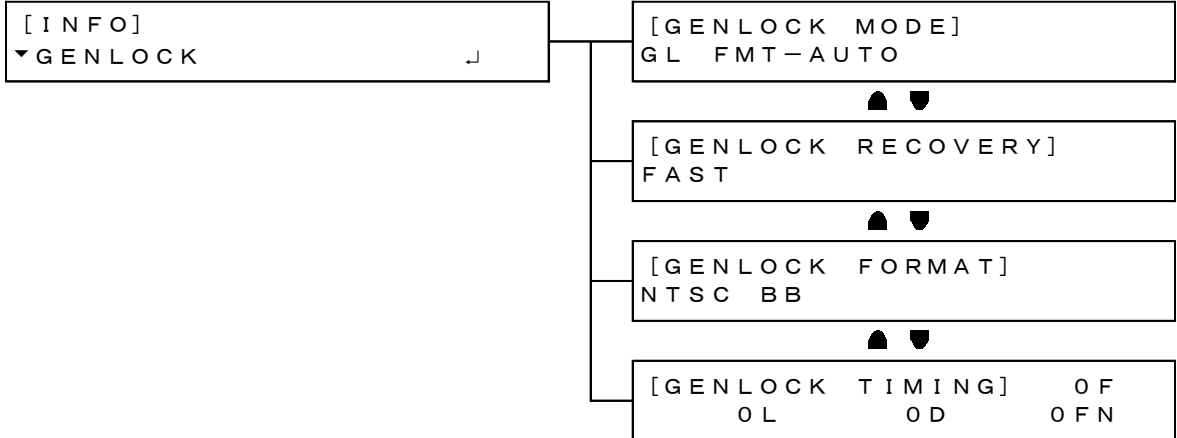 [INFO]
▼GENLOCK ↵
[GENLOCK MODE]
GL FMT－AUTO
[GENLOCK RECOVERY]
FAST
[GENLOCK FORMAT]
NTSC BB
[GENLOCK TIMING] 0F
0L 0D 0FN